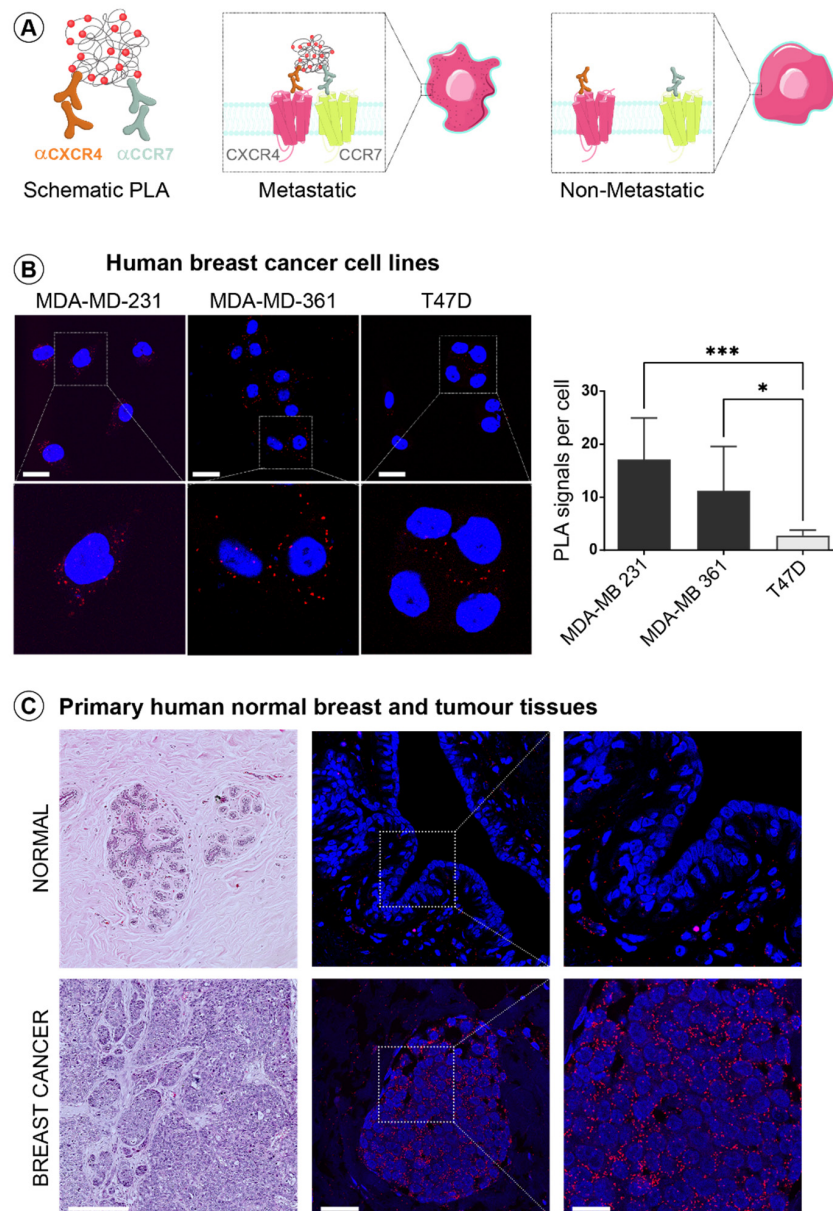 A
αCXCR4 αCCR7
Schematic PLA
CXCR4 CCR7
Metastatic
Non-Metastatic
B
Human breast cancer cell lines
MDA-MD-231 MDA-MD-361 T47D
***
*
PLA signals per cell
30
20
10
0
MDA-MB 231
MDA-MB 361
T47D
C Primary human normal breast and tumour tissues
NORMAL
BREAST CANCER